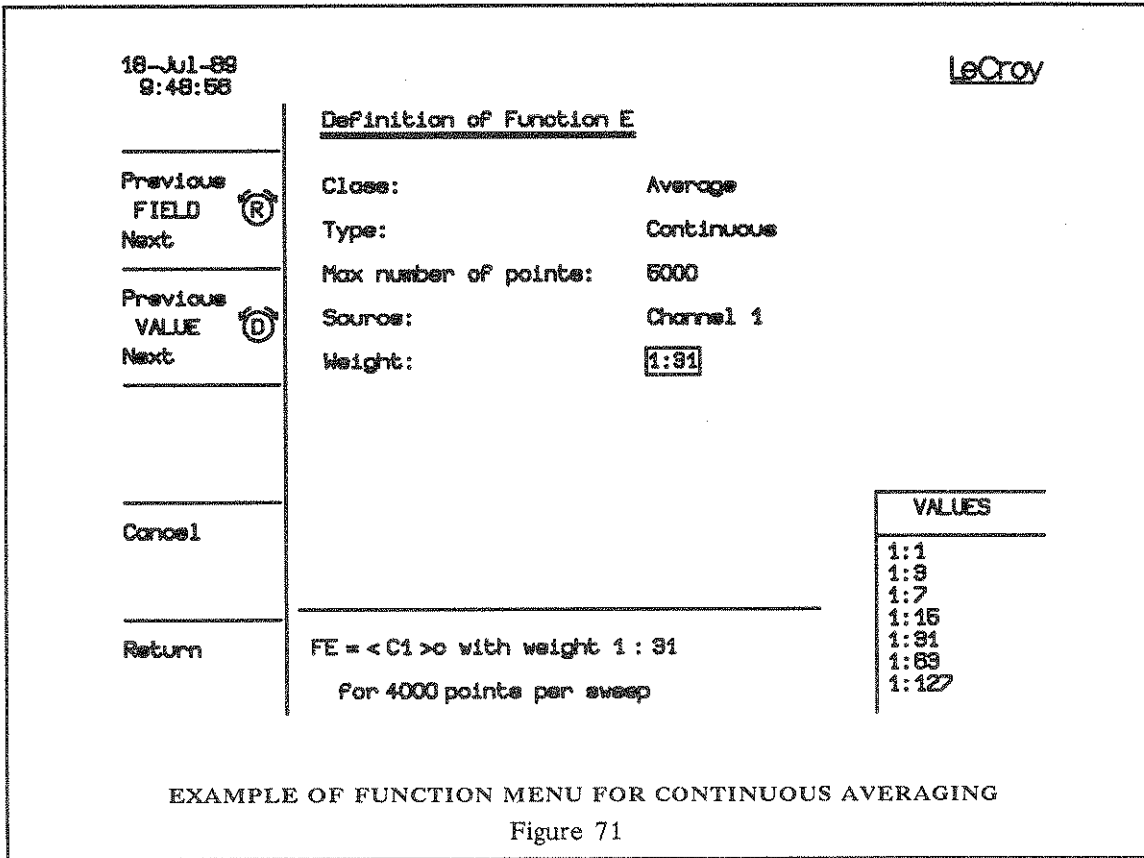 18-Jul-89
9:48:56
LeCroy
Definition of Function E
Previous
FIELD
R
Next
Class: Average
Type: Continuous
Max number of points: 5000
Previous
VALUE
D
Next
Source: Channel 1
Weight: 1:31
Cancel
VALUES
1:1
1:3
1:7
1:15
1:31
1:63
1:127
Return
FE = < C1 >c with weight 1 : 31
for 4000 points per sweep
EXAMPLE OF FUNCTION MENU FOR CONTINUOUS AVERAGING
Figure 71